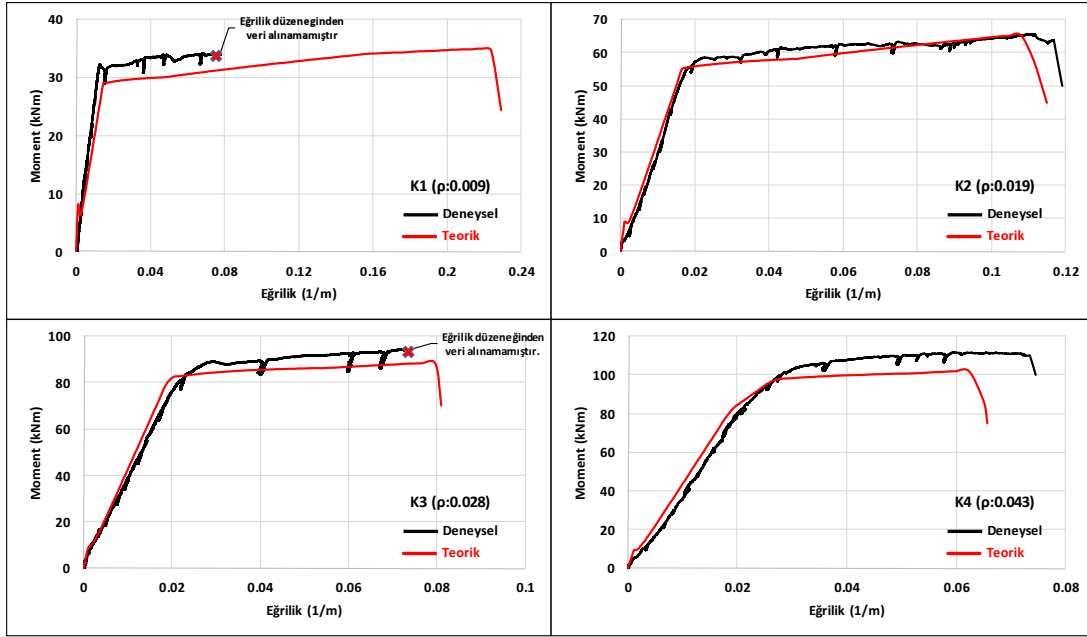 Eğrilik düzeneginden
veri alınamamıştır
Moment (kNm)
40
35
30
25
20
15
10
5
0
0
0.04
0.08
0.12
0.16
0.2
0.24
Eğrilik (1/m)
K1 (ρ:0.009)
Deneysel
Teorik
Moment (kNm)
70
60
50
40
30
20
10
0
0
0.02
0.04
0.06
0.08
0.1
0.12
Eğrilik (1/m)
K2 (ρ:0.019)
Deneysel
Teorik
Eğrilik düzeneğinden
veri alınamamıştır.
Moment (kNm)
100
80
60
40
20
0
0
0.02
0.04
0.06
0.08
0.1
Eğrilik (1/m)
K3 (ρ:0.028)
Deneysel
Teorik
Moment (kNm)
120
100
80
60
40
20
0
0
0.02
0.04
0.06
0.08
Eğrilik (1/m)
K4 (ρ:0.043)
Deneysel
Teorik